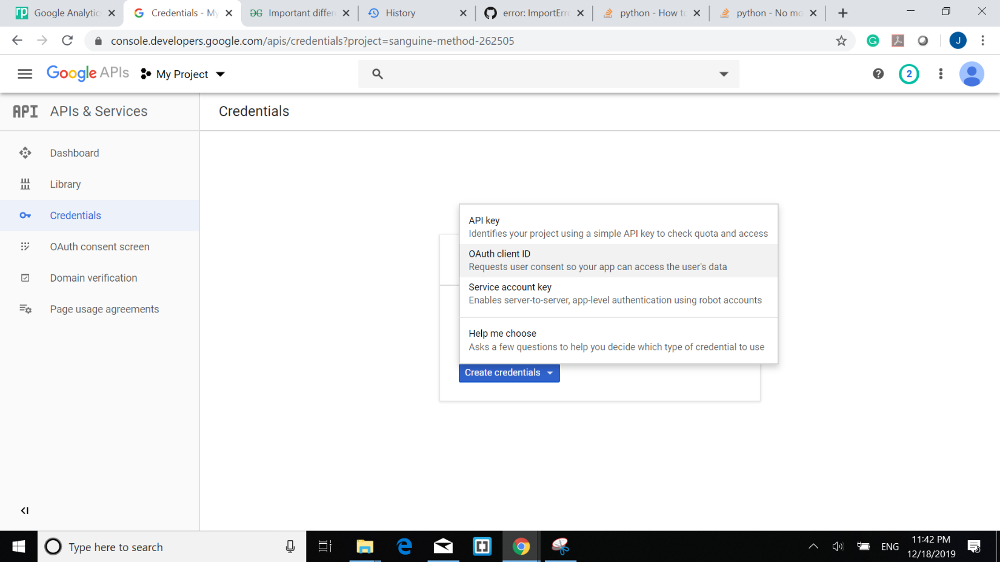 rp Google Analytic
Credentials - My
Important differ
History
error: ImportErro
python - How to
python - No mo
console.developers.google.com/apis/credentials?project=sanguine-method-262505
J
Google APIs
My Project
2
API APIs & Services
Credentials
Dashboard
Library
Credentials
OAuth consent screen
Domain verification
Page usage agreements
API key
Identifies your project using a simple API key to check quota and access
OAuth client ID
Requests user consent so your app can access the user's data
Service account key
Enables server-to-server, app-level authentication using robot accounts
Help me choose
Asks a few questions to help you decide which type of credential to use
Create credentials
Type here to search
ENG
11:42 PM
12/18/2019